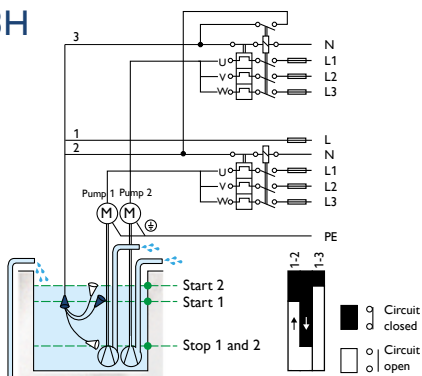 3H
3
N
U
L1
V
L2
W
L3
1
L
2
N
U
L1
V
L2
W
L3
Pump 1 Pump 2
M M
PE
Start 2
Start 1
Stop 1 and 2
1-2
1-3
Circuit
closed
Circuit
open